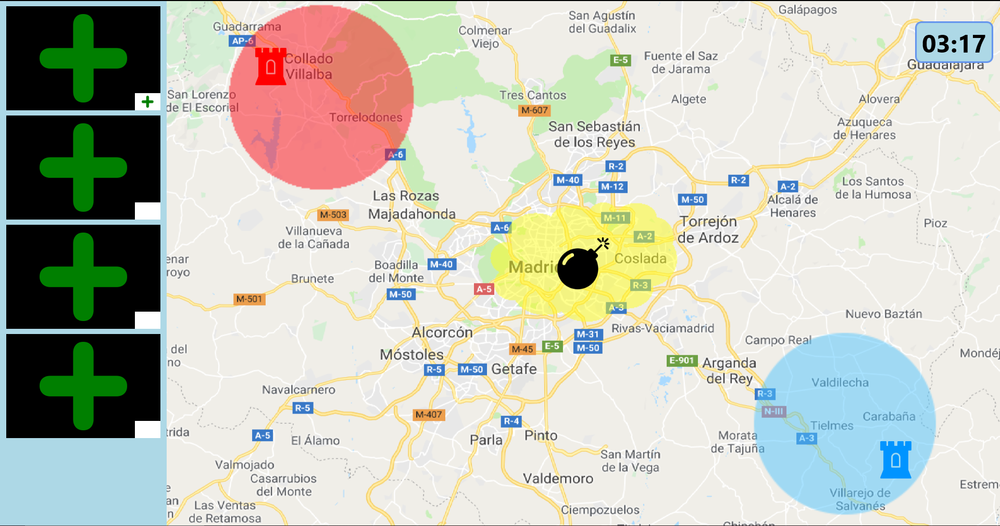 Guadarrama
AP-6
Collado
Villalba
San Lorenzo
de El Escorial
Torrelodones
A-6
Colmenar
Viejo
San Agustín
del Guadalix
Galápagos
03:17
Guadalajara
E-5
Fuente el Saz
de Jarama
Tres Cantos
M-607
Algete
Alovera
San Sebastián
de los Reyes
Azuqueca
de Henares
R-2
M-40
M-12
R-2
A-2
Los Santos
de la Humosa
M-50
Alcalá de
Henares
Las Rozas
Majadahonda
M-503
Villanueva
de la Cañada
A-6
M-11
A-2
Torrejón
de Ardoz
Pioz
enar
royo
Boadilla
del Monte
M-40
Brunete
Madri
Coslada
A-5
R-3
M-50
M-501
A-3
Nuevo Baztán
Alcorcón
M-31
M-50
Rivas-Vaciamadrid
Campo Real
del
no
Móstoles
M-45
E-5
E-901
Arganda
del Rey
Mondéj
R-5
M-50
Getafe
Navalcarnero
R-5
Valdilecha
R-3
N-III
M-407
R-4
Carabaña
Tielmes
trida
A-5
El Álamo
Parla
Pinto
Morata
de Tajuña
A-3
Valmojado
San Martín
de la Vega
Casarrubios
del Monte
Valdemoro
Villarejo de
Salvanés
Estrem
e
an
n
Las Ventas
de Retamosa
Ciempozuelos